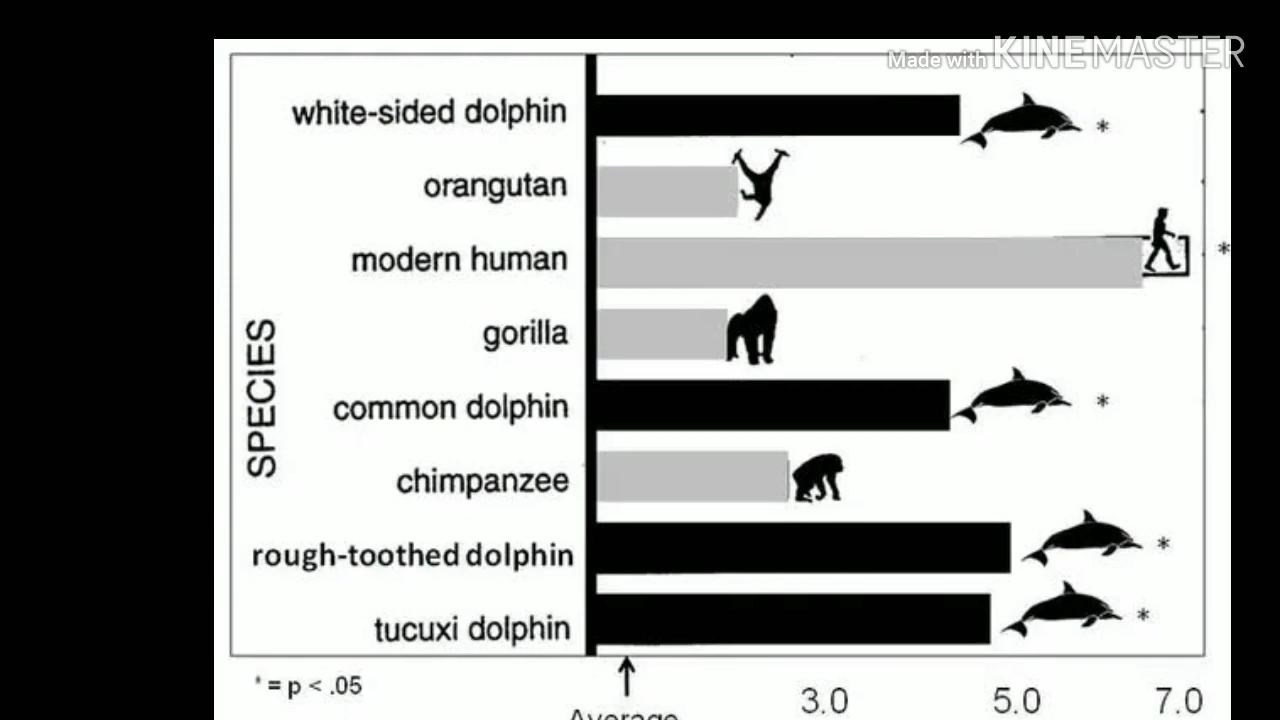 Made with KINEMASTER
white-sided dolphin *
orangutan
modern human *
gorilla
common dolphin *
chimpanzee
rough-toothed dolphin *
tucuxi dolphin *
SPECIES
* = p < .05
Average
3.0 5.0 7.0